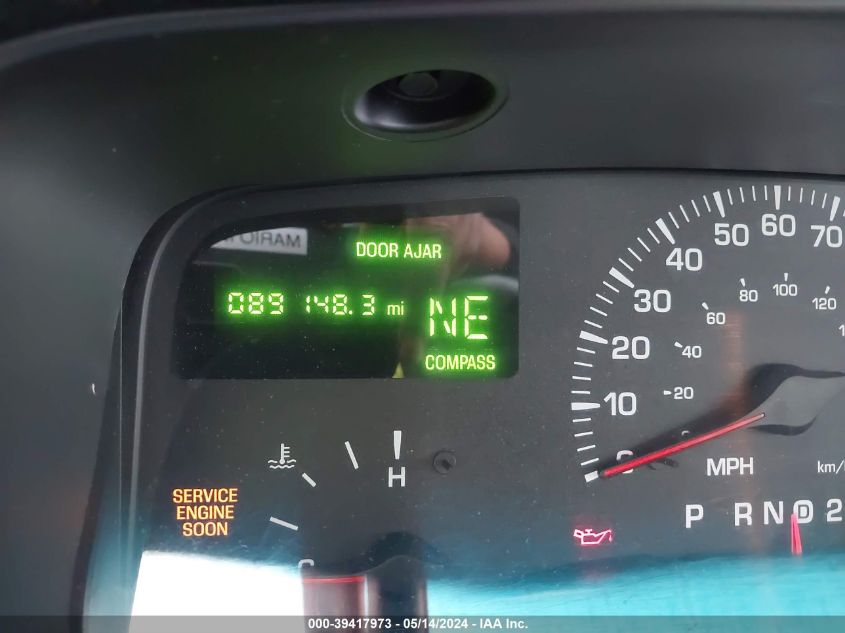 DOOR AJAR
089 148.3 mi NE
COMPASS
10 20 30 40 50 60 70
20 40 60 80 100 120
MPH
km/
H
C
SERVICE
ENGINE
SOON
P R N D 2
000-39417973 - 05/14/2024 - IAA Inc.